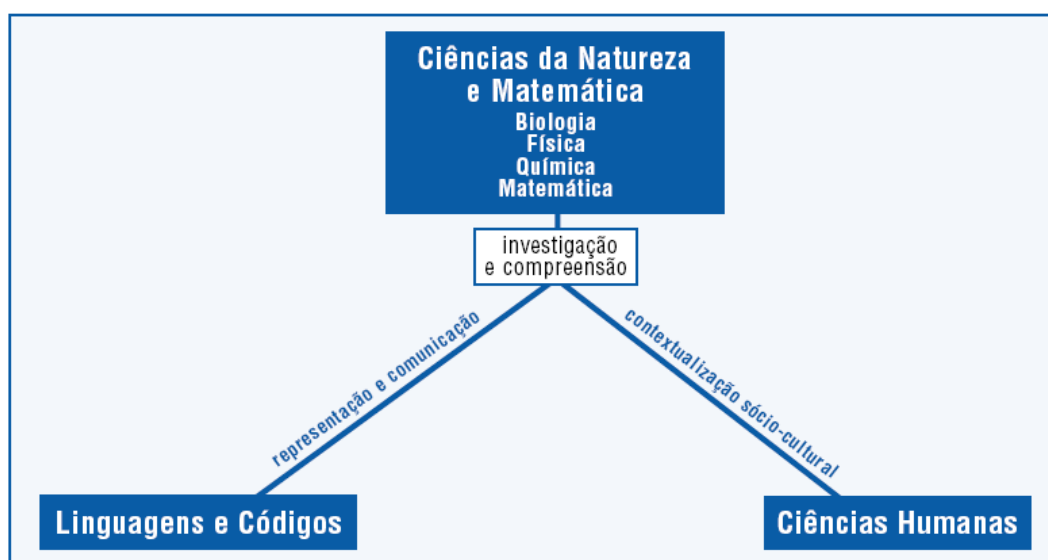 Ciências da Natureza
e Matemática
Biologia
Física
Química
Matemática
investigação
e compreensão
representação e comunicação
contextualização sócio-cultural
Linguagens e Códigos
Ciências Humanas